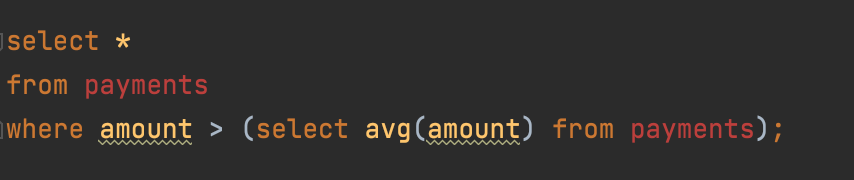 select *
from payments
where amount > (select avg(amount) from payments);